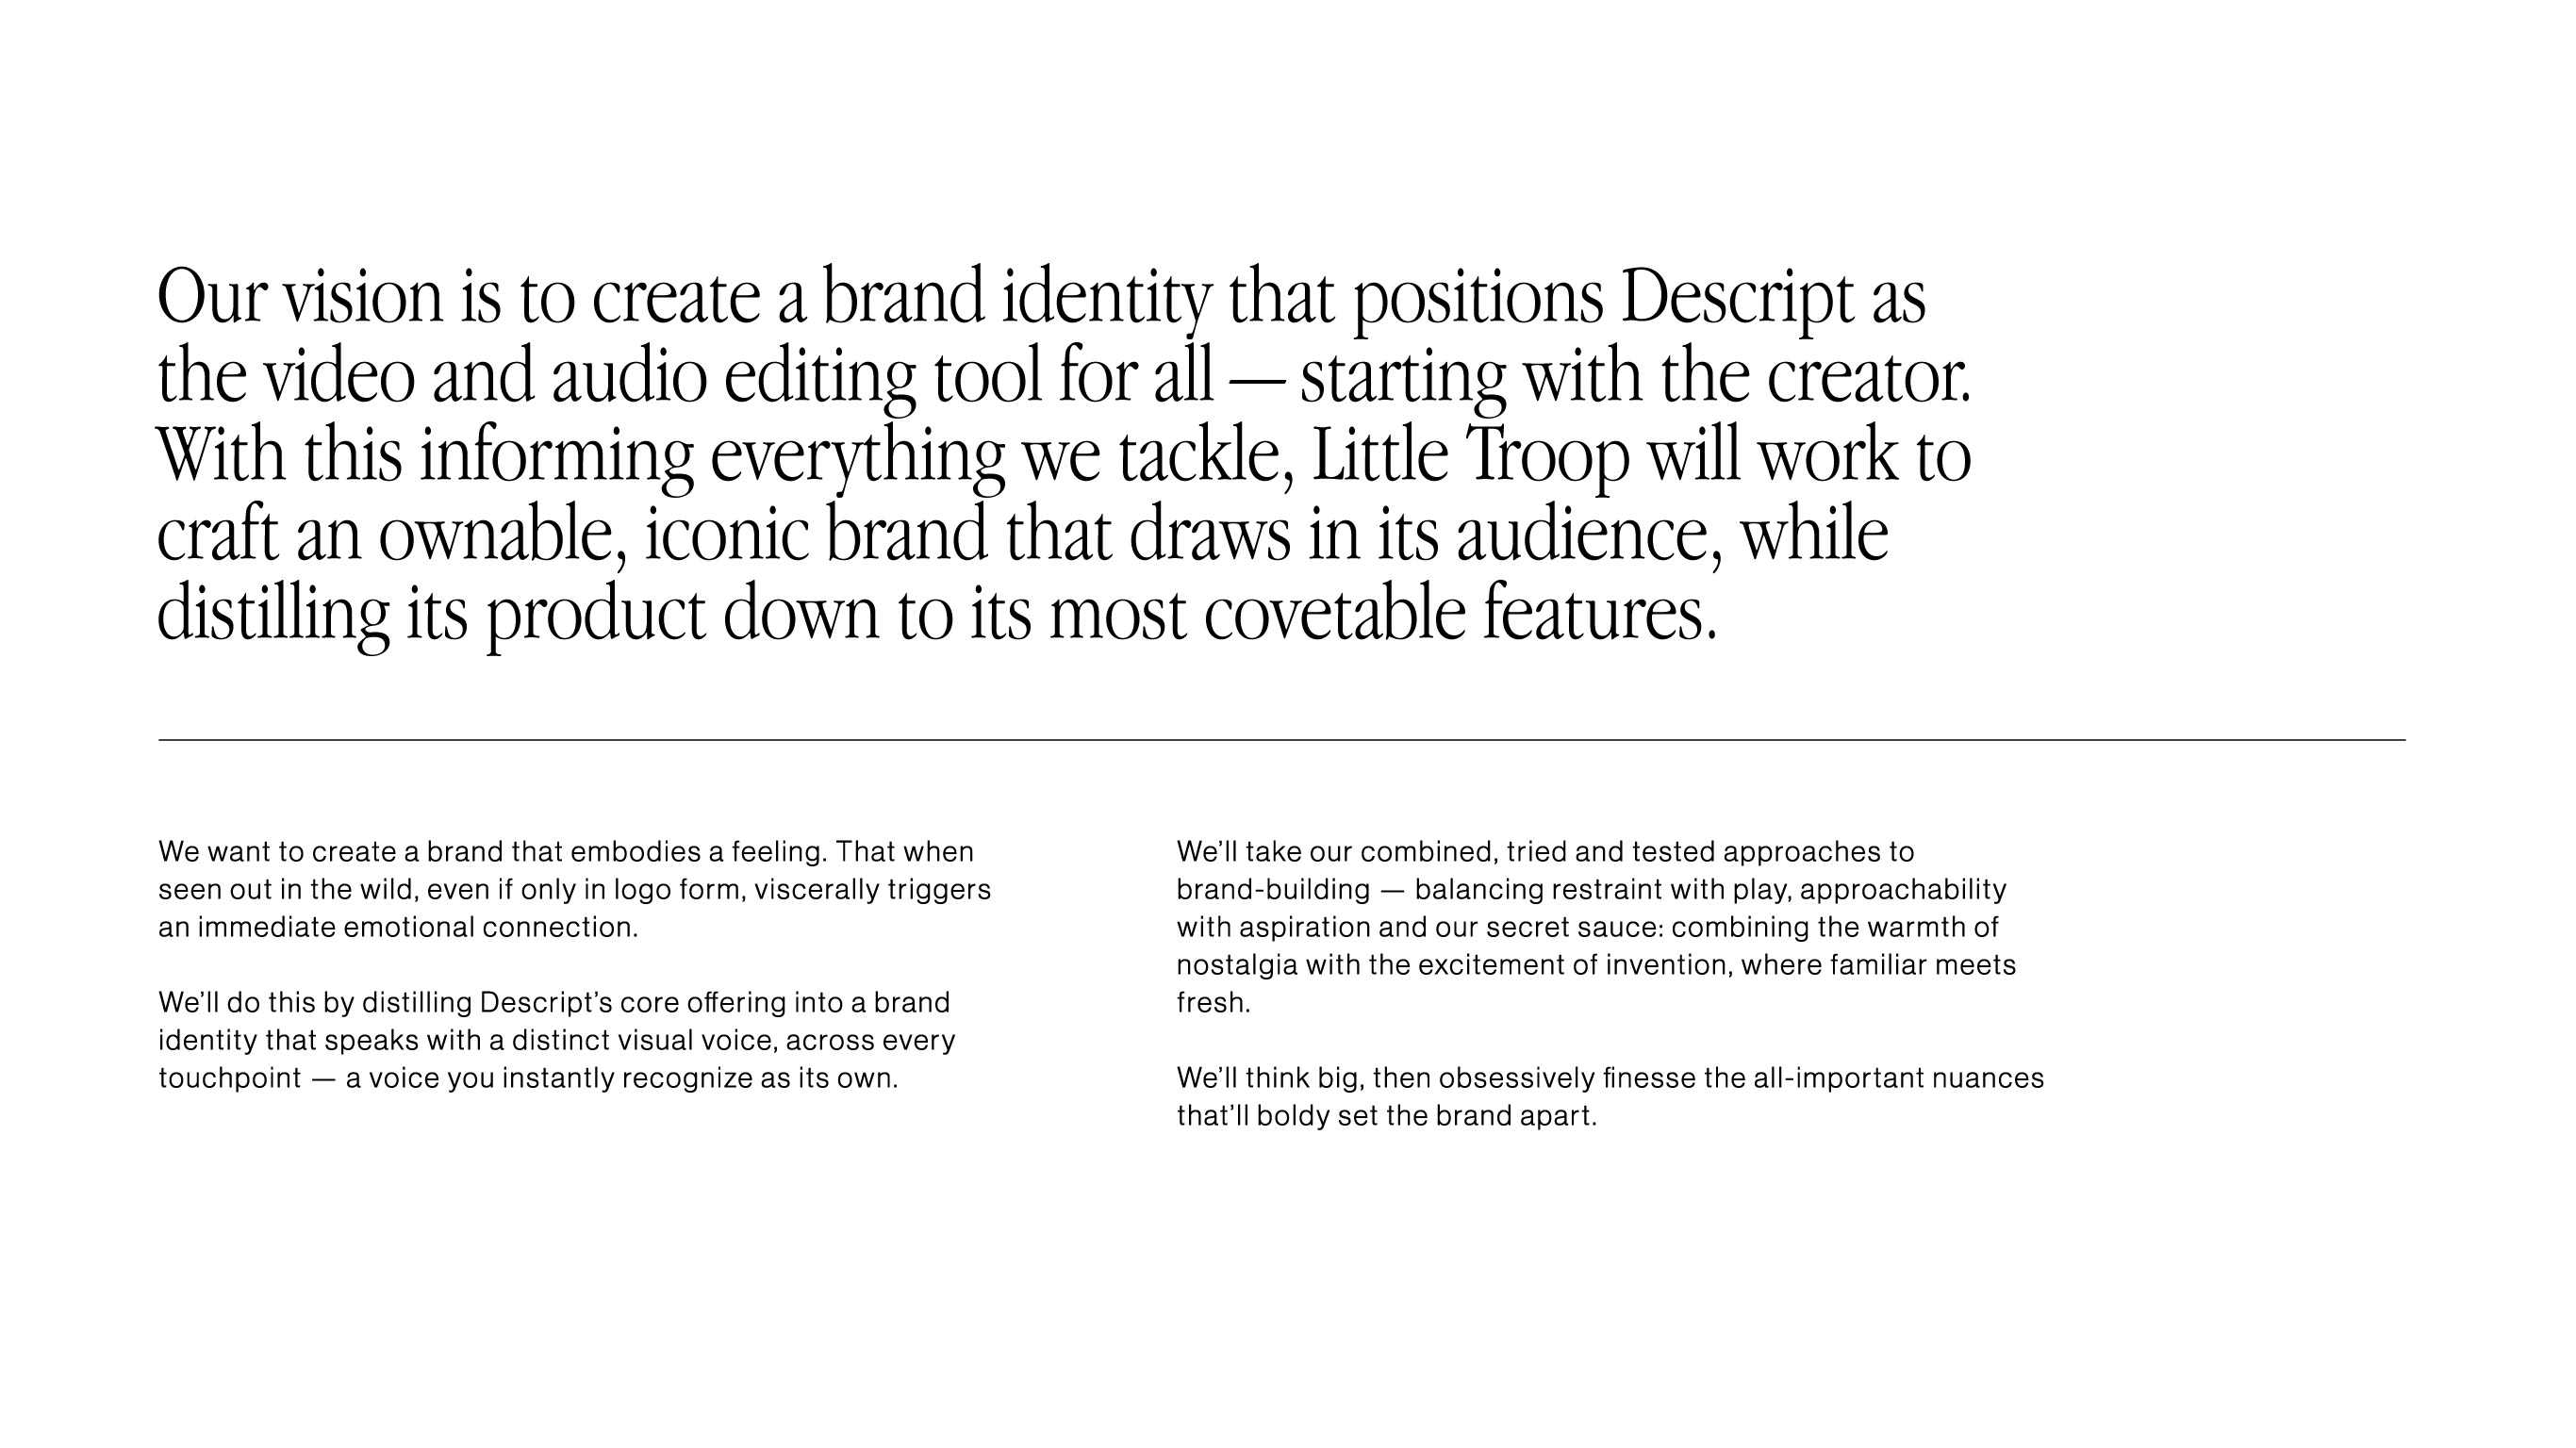 Our vision is to create a brand identity that positions Descript as
the video and audio editing tool for all — starting with the creator.
With this informing everything we tackle, Little Troop will work to
craft an ownable, iconic brand that draws in its audience, while
distilling its product down to its most covetable features.
We want to create a brand that embodies a feeling. That when
seen out in the wild, even if only in logo form, viscerally triggers
an immediate emotional connection.
We’ll do this by distilling Descript’s core offering into a brand
identity that speaks with a distinct visual voice, across every
touchpoint — a voice you instantly recognize as its own.
We’ll take our combined, tried and tested approaches to
brand-building — balancing restraint with play, approachability
with aspiration and our secret sauce: combining the warmth of
nostalgia with the excitement of invention, where familiar meets
fresh.
We’ll think big, then obsessively finesse the all-important nuances
that’ll boldy set the brand apart.